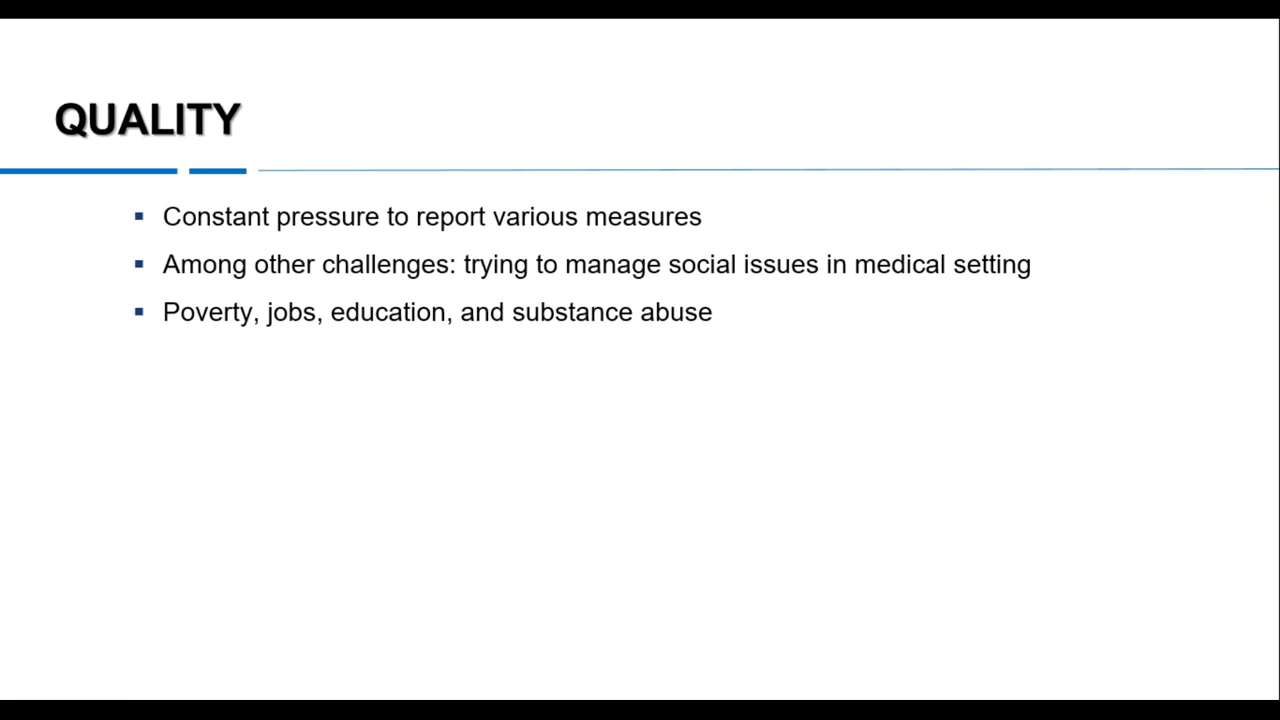 QUALITY
Constant pressure to report various measures
Among other challenges: trying to manage social issues in medical setting
Poverty, jobs, education, and substance abuse